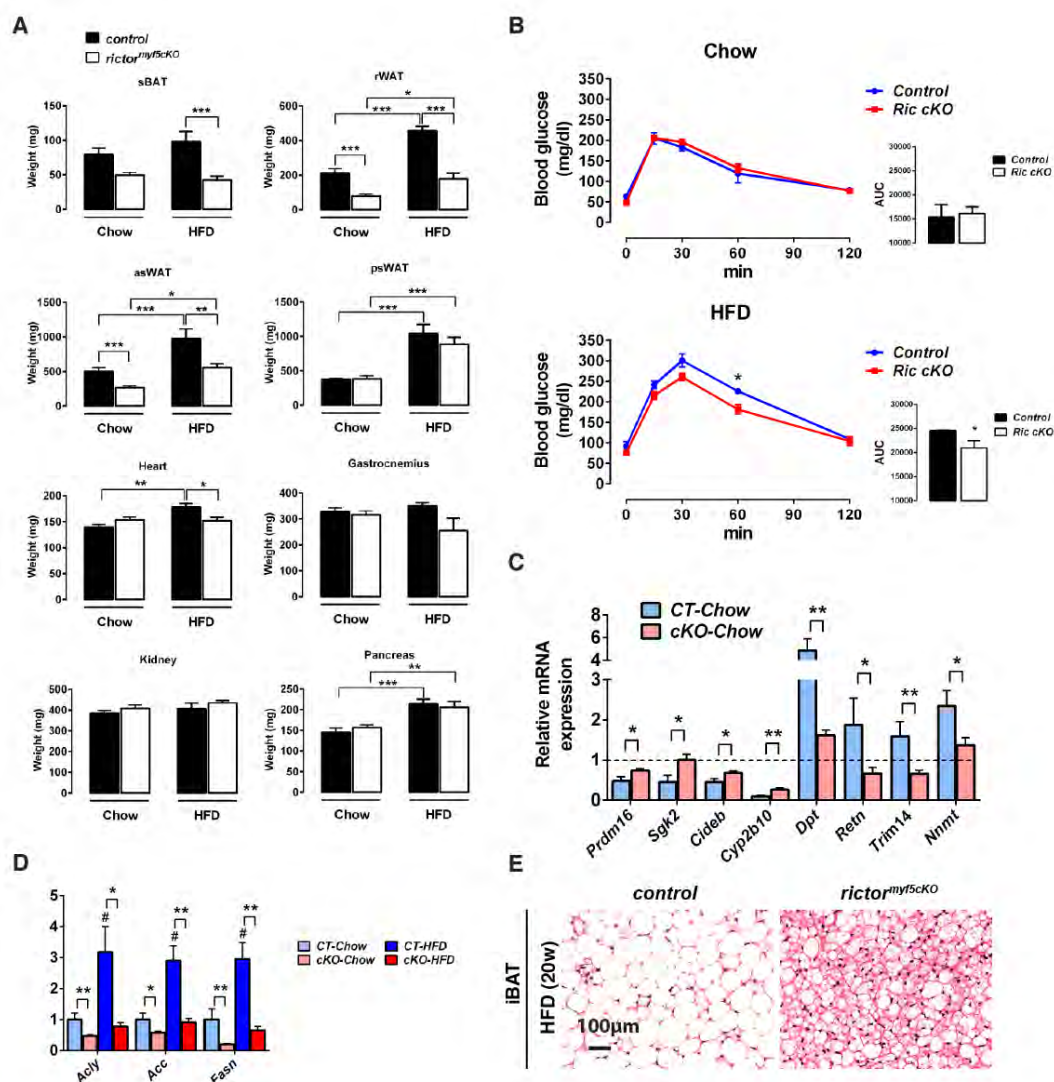 A
control
rictor^myf5cKO
sBAT
Weight (mg)
150
100
50
0
***
Chow
HFD
rWAT
Weight (mg)
600
400
200
0
***
***
*
***
Chow
HFD
asWAT
Weight (mg)
1500
1000
500
0
***
***
*
**
Chow
HFD
psWAT
Weight (mg)
1500
1000
500
0
***
***
Chow
HFD
Heart
Weight (mg)
200
150
100
50
0
**
*
Chow
HFD
Gastrocnemius
Weight (mg)
400
300
200
100
0
Chow
HFD
Kidney
Weight (mg)
600
400
200
0
Chow
HFD
Pancreas
Weight (mg)
250
200
150
100
50
0
***
**
Chow
HFD
B
Chow
Blood glucose
(mg/dl)
350
300
250
200
150
100
50
0
0 30 60 90 120
min
Control
Ric cKO
AUC
30000
25000
20000
15000
10000
Control
Ric cKO
HFD
Blood glucose
(mg/dl)
350
300
250
200
150
100
50
0
*
0 30 60 90 120
min
Control
Ric cKO
AUC
30000
25000
20000
15000
10000
*
Control
Ric cKO
C
Relative mRNA
expression
8
6
4
2
1
0
CT-Chow
cKO-Chow
* * * ** ** * ** *
Prdm16
Sgk2
Cideb
Cyp2b10
Dpt
Retn
Trim14
Nnmt
D
5
4
3
2
1
0
** # * * # ** ** # **
Acly
Acc
Fasn
CT-Chow
CT-HFD
cKO-Chow
cKO-HFD
E
control
rictor^myf5cKO
iBAT
HFD (20w)
100µm